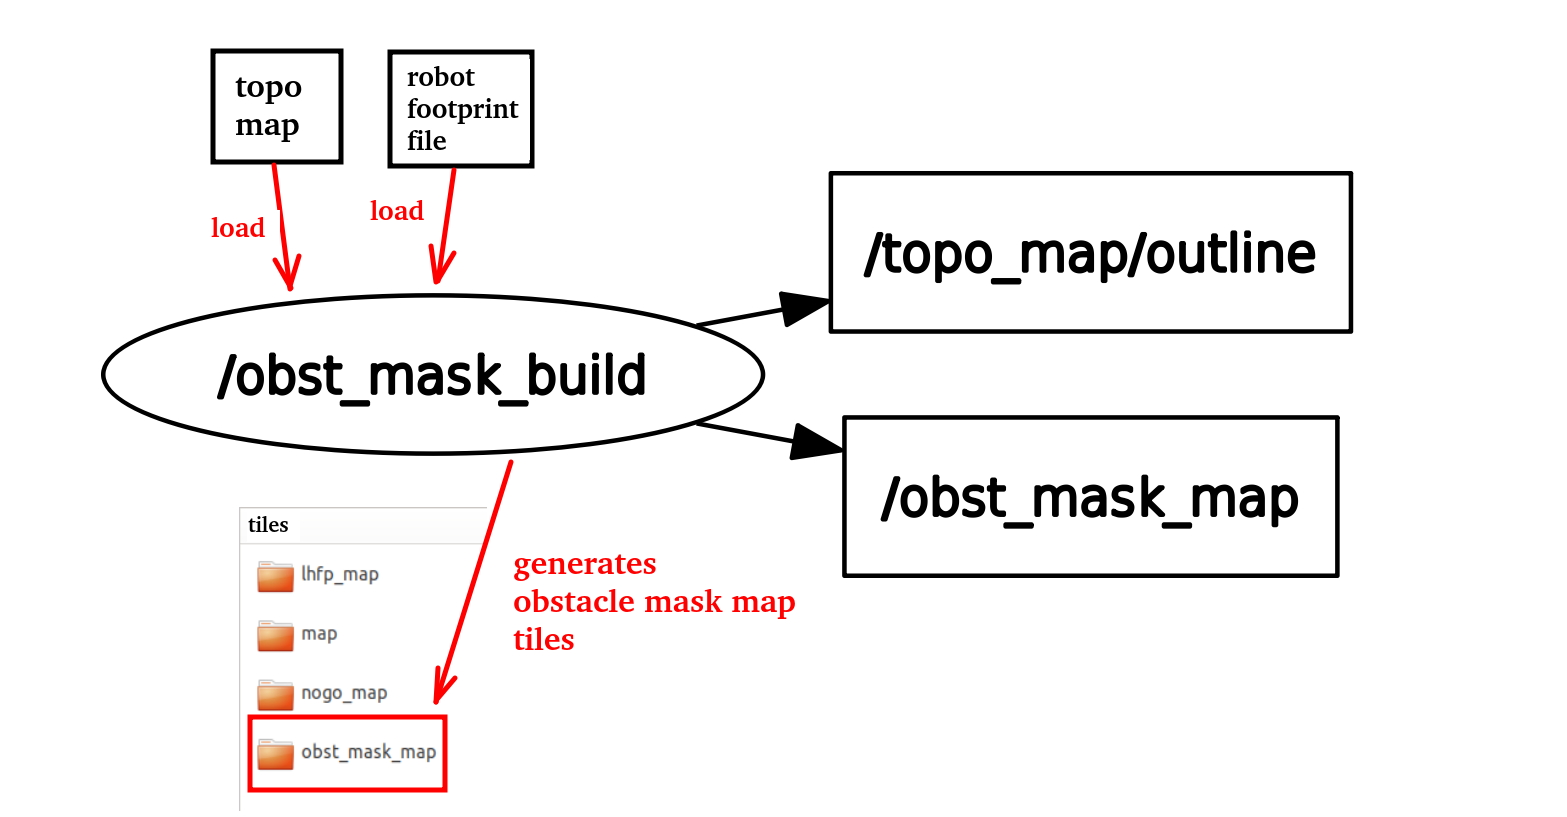 topo
map
robot
footprint
file
load
load
/topo_map/outline
/obst_mask_build
/obst_mask_map
tiles
lhfp_map
map
nogo_map
obst_mask_map
generates
obstacle mask map
tiles